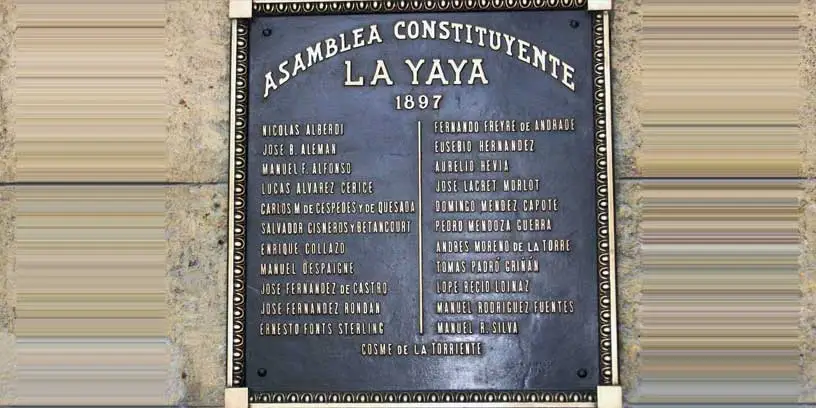 ASAMBLEA CONSTITUYENTE
LA YAYA
1897
NICOLAS ALBERDI
JOSE B. ALEMAN
MANUEL F. ALFONSO
LUCAS ALVAREZ CERICE
CARLOS M. DE CESPEDES Y DE QUESADA
SALVADOR CISNEROS Y BETANCOURT
ENRIQUE COLLAZO
MANUEL DESPAIGNE
JOSE FERNANDEZ DE CASTRO
JOSE FERNANDEZ RONDAN
ERNESTO FONTS STERLING
FERNANDO FREYRE DE ANDRADE
EUSEBIO HERNANDEZ
AURELIO HEVIA
JOSE LACRET MORLOT
DOMINGO MENDEZ CAPOTE
PEDRO MENDOZA GUERRA
ANDRES MORENO DE LA TORRE
TOMAS PADRÓ GRIÑÁN
LOPE RECIO LOINAZ
MANUEL RODRIGUEZ FUENTES
MANUEL R. SILVA
COSME DE LA TORRIENTE